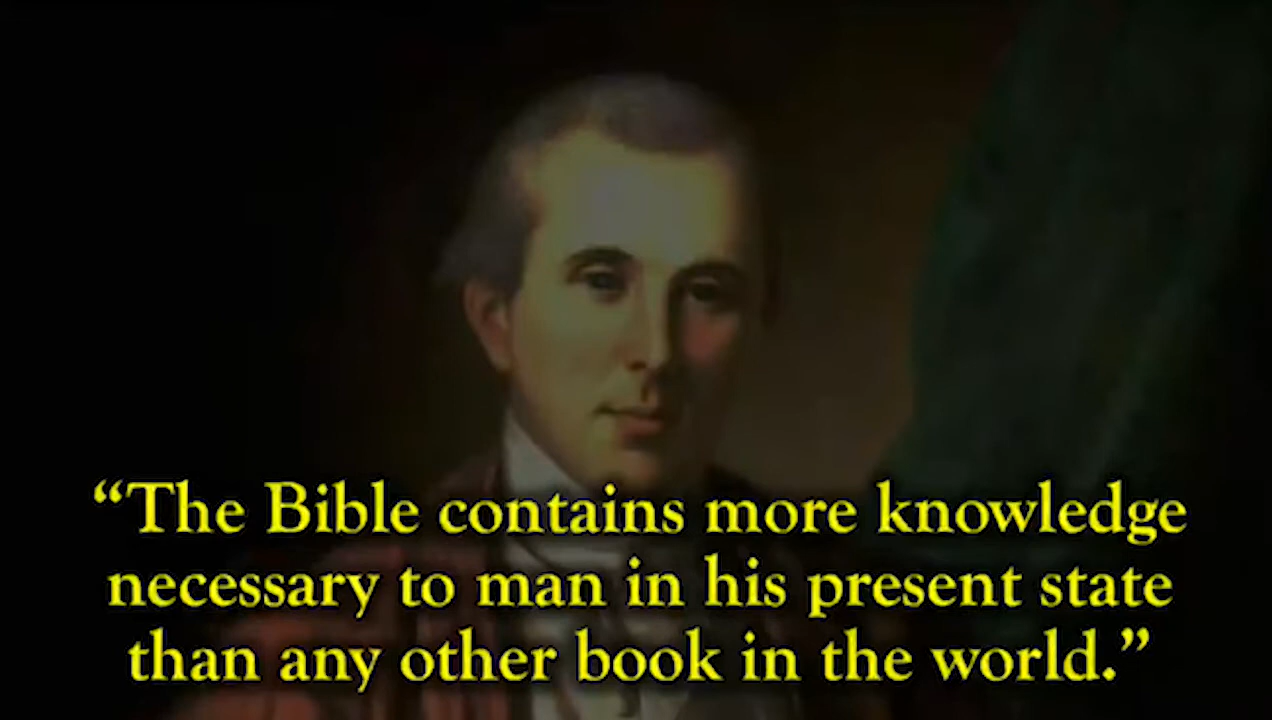 “The Bible contains more knowledge
necessary to man in his present state
than any other book in the world.”